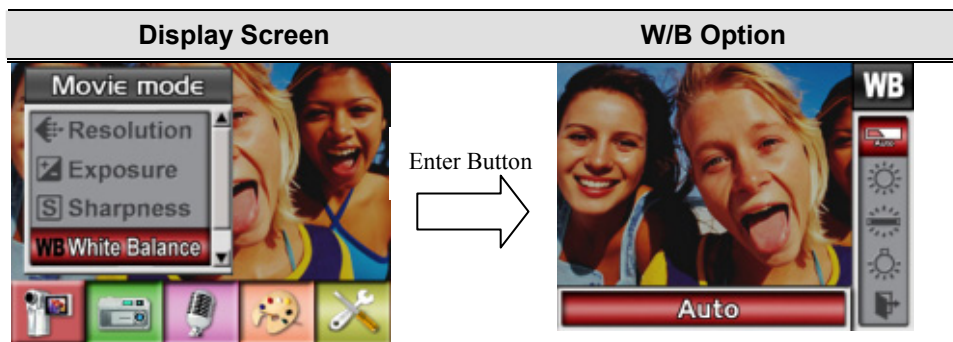 Display Screen
W/B Option
Movie mode
Resolution
Exposure
S Sharpness
WB White Balance
Enter Button
WB
Auto
Auto